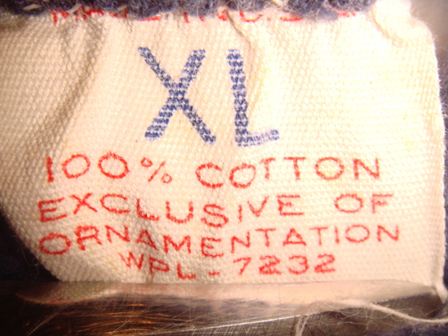 XL
100% COTTON
EXCLUSIVE OF
ORNAMENTATION
WPL-7232